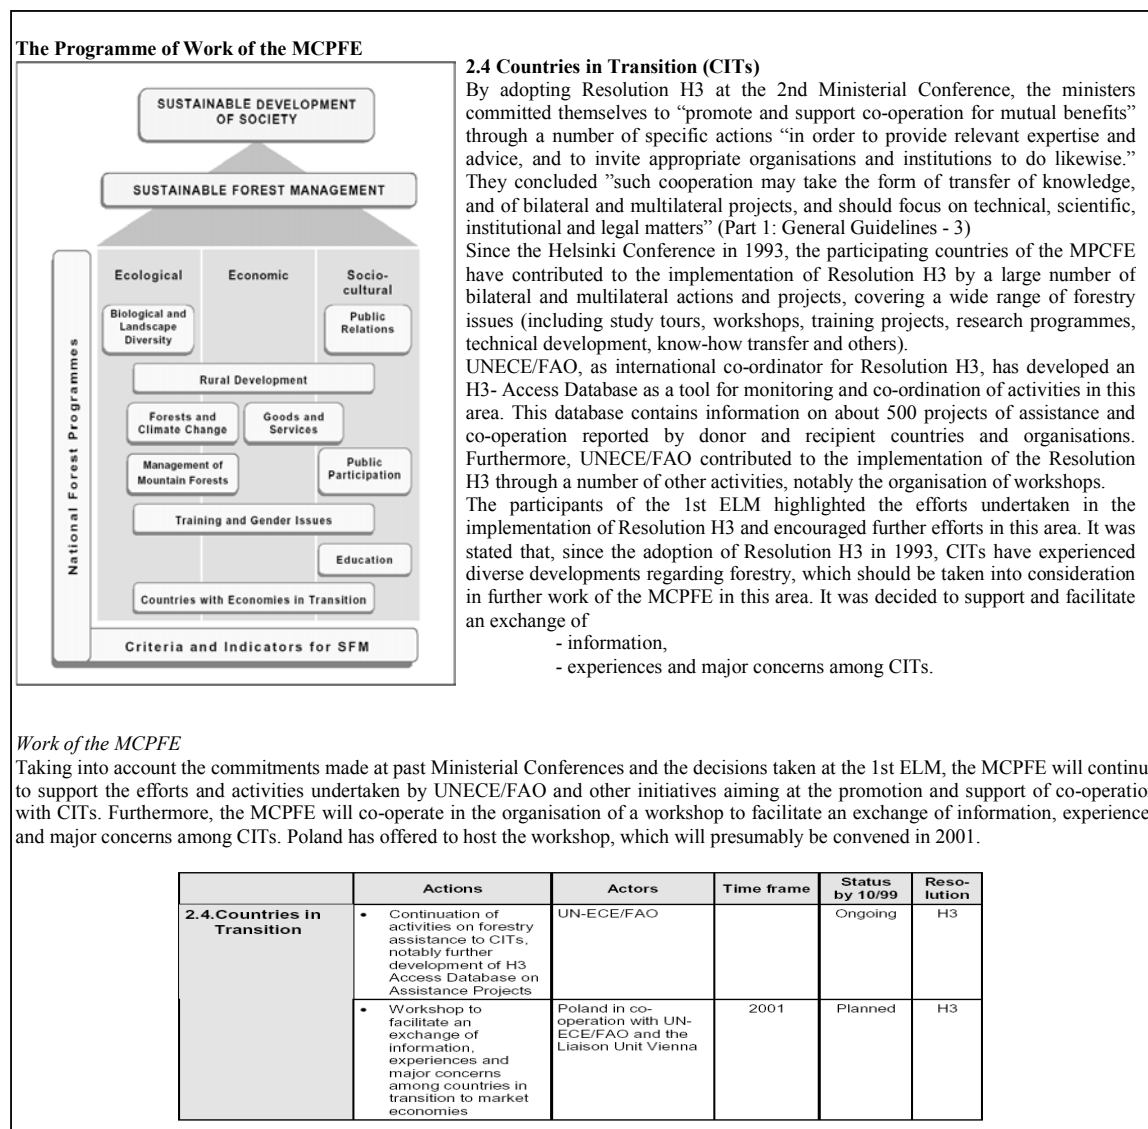 The Programme of Work of the MCPFE
SUSTAINABLE DEVELOPMENT
OF SOCIETY
SUSTAINABLE FOREST MANAGEMENT
National Forest Programmes
Ecological
Economic
Socio-
cultural
Biological and
Landscape
Diversity
Public
Relations
Rural Development
Forests and
Climate Change
Goods and
Services
Management of
Mountain Forests
Public
Participation
Training and Gender Issues
Education
Countries with Economies in Transition
Criteria and Indicators for SFM
2.4 Countries in Transition (CITs)
By adopting Resolution H3 at the 2nd Ministerial Conference, the ministers
committed themselves to “promote and support co-operation for mutual benefits”
through a number of specific actions “in order to provide relevant expertise and
advice, and to invite appropriate organisations and institutions to do likewise.”
They concluded ”such cooperation may take the form of transfer of knowledge,
and of bilateral and multilateral projects, and should focus on technical, scientific,
institutional and legal matters” (Part 1: General Guidelines - 3)
Since the Helsinki Conference in 1993, the participating countries of the MPCFE
have contributed to the implementation of Resolution H3 by a large number of
bilateral and multilateral actions and projects, covering a wide range of forestry
issues (including study tours, workshops, training projects, research programmes,
technical development, know-how transfer and others).
UNECE/FAO, as international co-ordinator for Resolution H3, has developed an
H3- Access Database as a tool for monitoring and co-ordination of activities in this
area. This database contains information on about 500 projects of assistance and
co-operation reported by donor and recipient countries and organisations.
Furthermore, UNECE/FAO contributed to the implementation of the Resolution
H3 through a number of other activities, notably the organisation of workshops.
The participants of the 1st ELM highlighted the efforts undertaken in the
implementation of Resolution H3 and encouraged further efforts in this area. It was
stated that, since the adoption of Resolution H3 in 1993, CITs have experienced
diverse developments regarding forestry, which should be taken into consideration
in further work of the MCPFE in this area. It was decided to support and facilitate
an exchange of
- information,
- experiences and major concerns among CITs.
Work of the MCPFE
Taking into account the commitments made at past Ministerial Conferences and the decisions taken at the 1st ELM, the MCPFE will continu
to support the efforts and activities undertaken by UNECE/FAO and other initiatives aiming at the promotion and support of co-operatio
with CITs. Furthermore, the MCPFE will co-operate in the organisation of a workshop to facilitate an exchange of information, experience
and major concerns among CITs. Poland has offered to host the workshop, which will presumably be convened in 2001.
Actions Actors Time frame Status by 10/99 Reso-lution
2.4.Countries in Transition
• Continuation of
activities on forestry
assistance to CITs,
notably further
development of H3
Access Database on
Assistance Projects
UN-ECE/FAO
Ongoing
H3
• Workshop to
facilitate an
exchange of
information,
experiences and
major concerns
among countries in
transition to market
economies
Poland in co-
operation with UN-
ECE/FAO and the
Liaison Unit Vienna
2001
Planned
H3